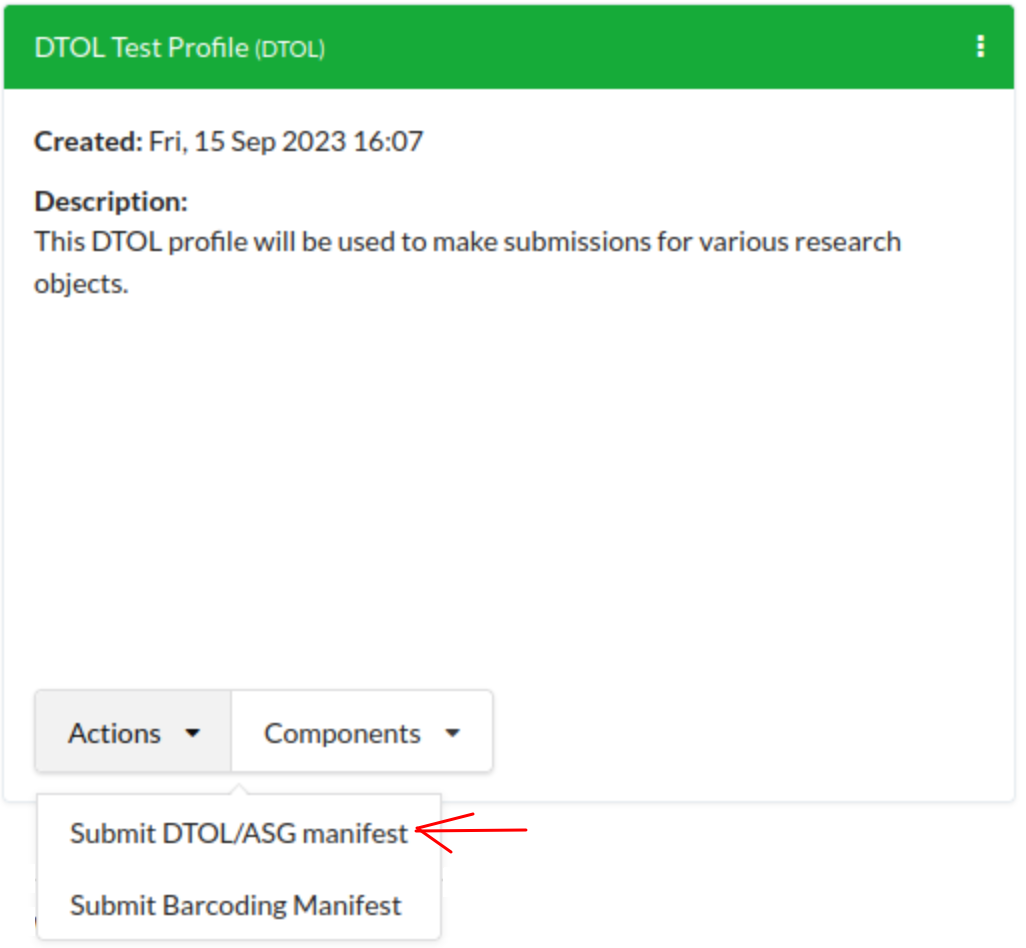 DTOL Test Profile (DTOL)
Created: Fri, 15 Sep 2023 16:07
Description:
This DTOL profile will be used to make submissions for various research
objects.
Actions
Components
Submit DTOL/ASG manifest
Submit Barcoding Manifest